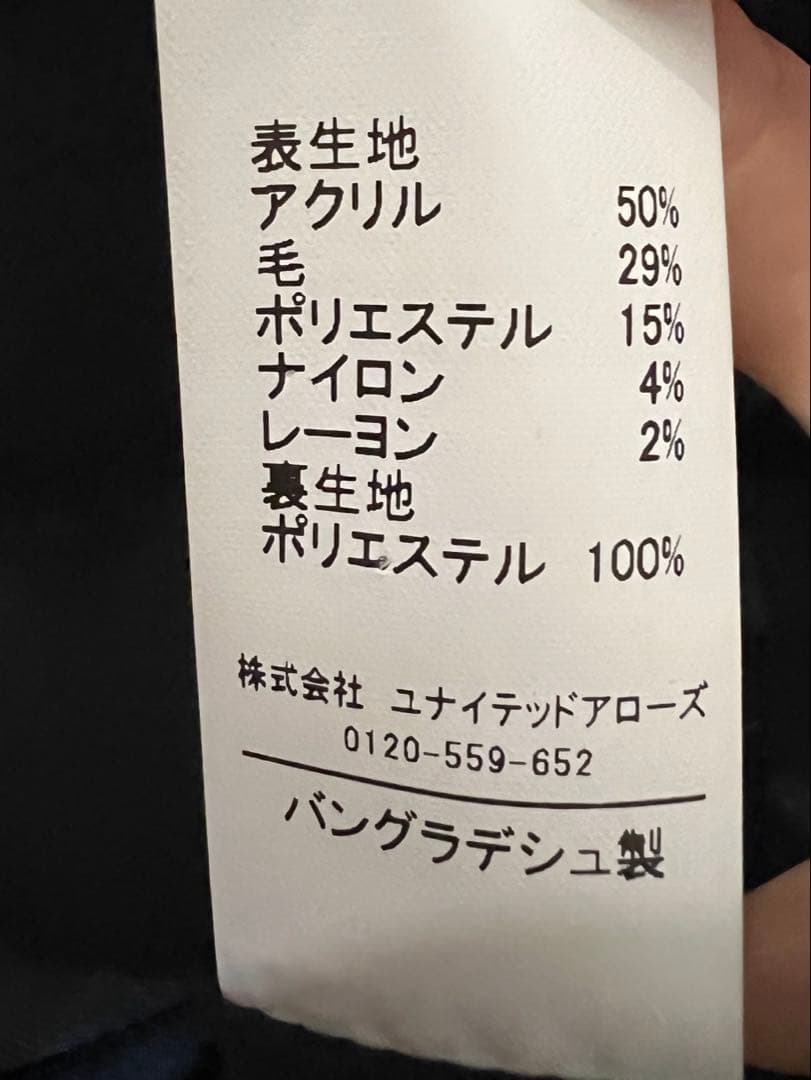 表生地
アクリル 50%
毛 29%
ポリエステル 15%
ナイロン 4%
レーヨン 2%
裏生地
ポリエステル 100%
株式会社 ユナイテッドアローズ
0120-559-652
バングラデシュ製